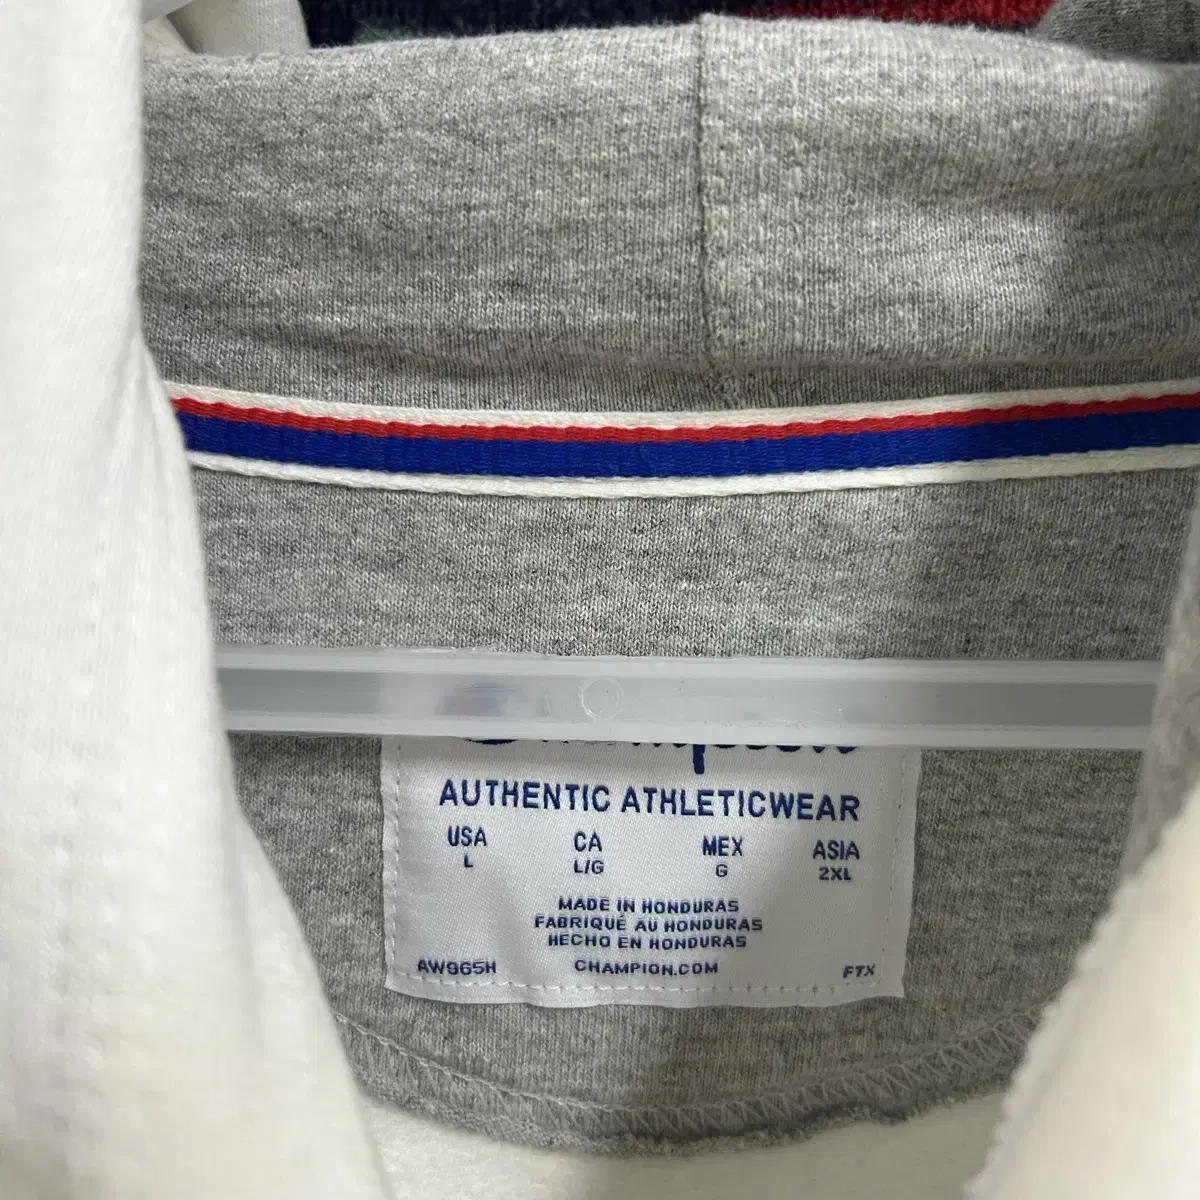 Champion
AUTHENTIC ATHLETICWEAR
USA CA MEX ASIA
L L/G G 2XL
MADE IN HONDURAS
FABRIQUÉ AU HONDURAS
HECHO EN HONDURAS
AW965H CHAMPION.COM FTX